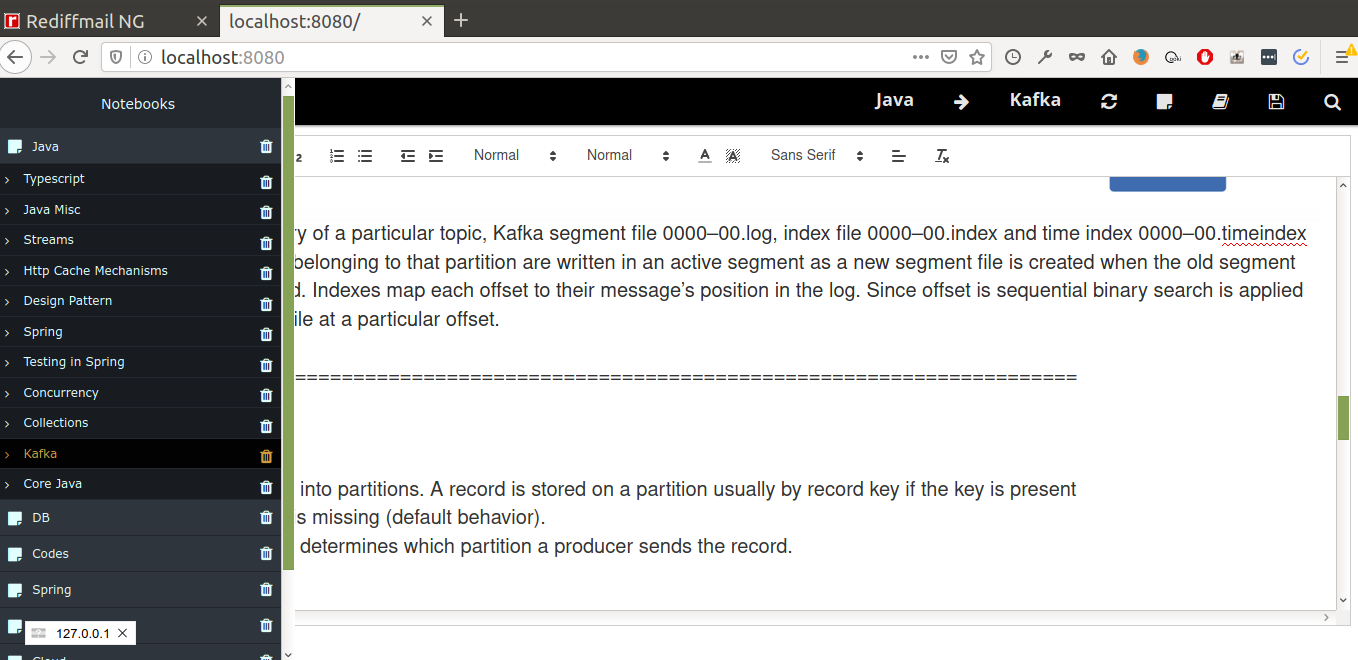 Rediffmail NG
localhost:8080/
localhost:8080
Notebooks
Java
Typescript
Java Misc
Streams
Http Cache Mechanisms
Design Pattern
Spring
Testing in Spring
Concurrency
Collections
Kafka
Core Java
DB
Codes
Spring
127.0.0.1
Cloud
Java → Kafka
2 Normal Normal A A Sans Serif Tx
ry of a particular topic, Kafka segment file 0000–00.log, index file 0000–00.index and time index 0000–00.timeindex
belonging to that partition are written in an active segment as a new segment file is created when the old segment
d. Indexes map each offset to their message’s position in the log. Since offset is sequential binary search is applied
ile at a particular offset.
===================================================================
into partitions. A record is stored on a partition usually by record key if the key is present
s missing (default behavior).
determines which partition a producer sends the record.